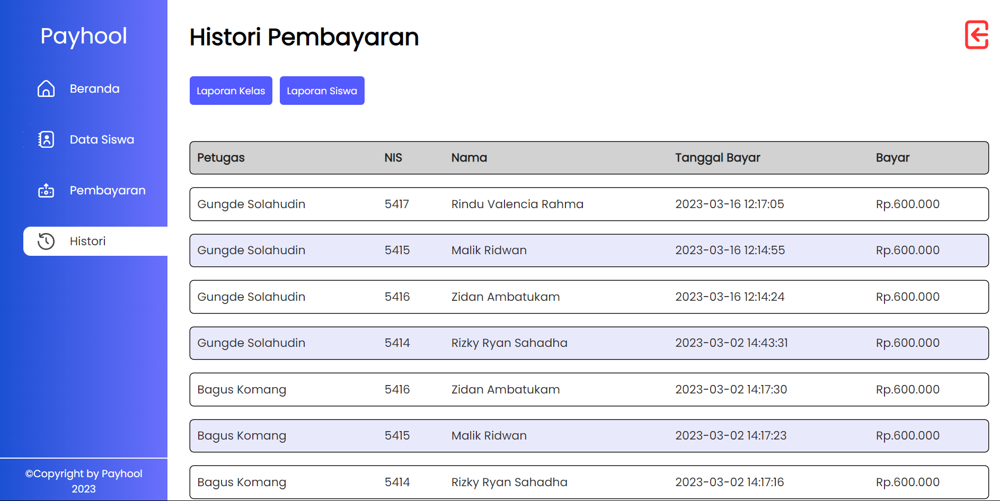 Payhool
Beranda
Data Siswa
Pembayaran
Histori
©Copyright by Payhool
2023
Histori Pembayaran
Laporan Kelas Laporan Siswa
Petugas NIS Nama Tanggal Bayar Bayar
Gungde Solahudin 5417 Rindu Valencia Rahma 2023-03-16 12:17:05 Rp.600.000
Gungde Solahudin 5415 Malik Ridwan 2023-03-16 12:14:55 Rp.600.000
Gungde Solahudin 5416 Zidan Ambatukam 2023-03-16 12:14:24 Rp.600.000
Gungde Solahudin 5414 Rizky Ryan Sahadha 2023-03-02 14:43:31 Rp.600.000
Bagus Komang 5416 Zidan Ambatukam 2023-03-02 14:17:30 Rp.600.000
Bagus Komang 5415 Malik Ridwan 2023-03-02 14:17:23 Rp.600.000
Bagus Komang 5414 Rizky Ryan Sahadha 2023-03-02 14:17:16 Rp.600.000